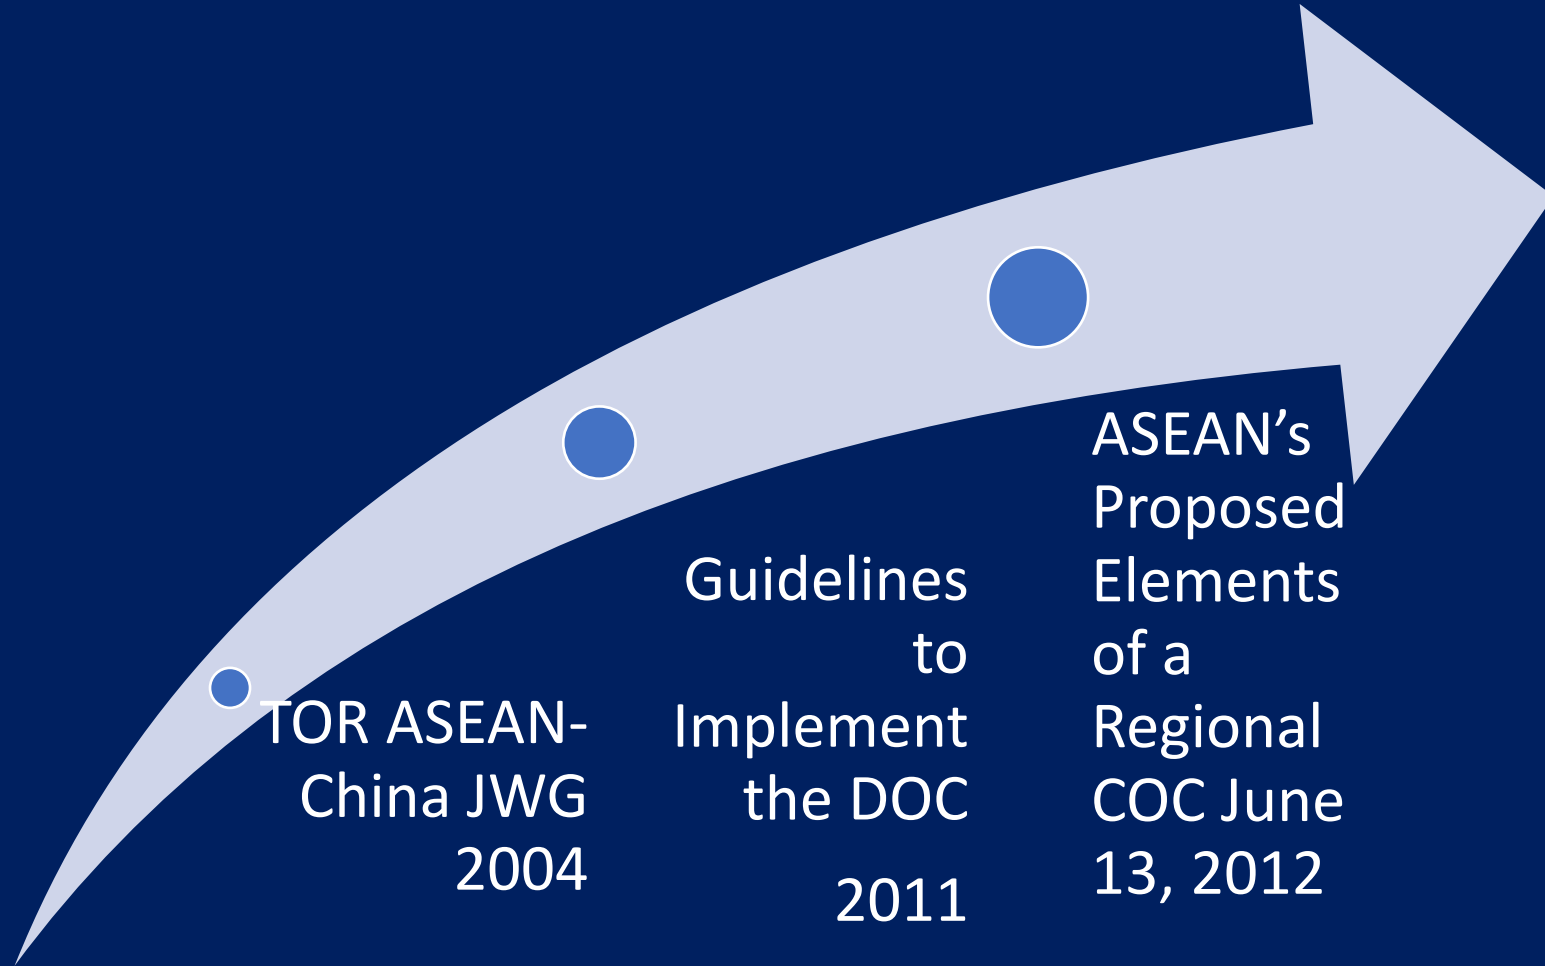 TOR ASEAN-
China JWG
2004
Guidelines
to
Implement
the DOC
2011
ASEAN’s
Proposed
Elements
of a
Regional
COC June
13, 2012